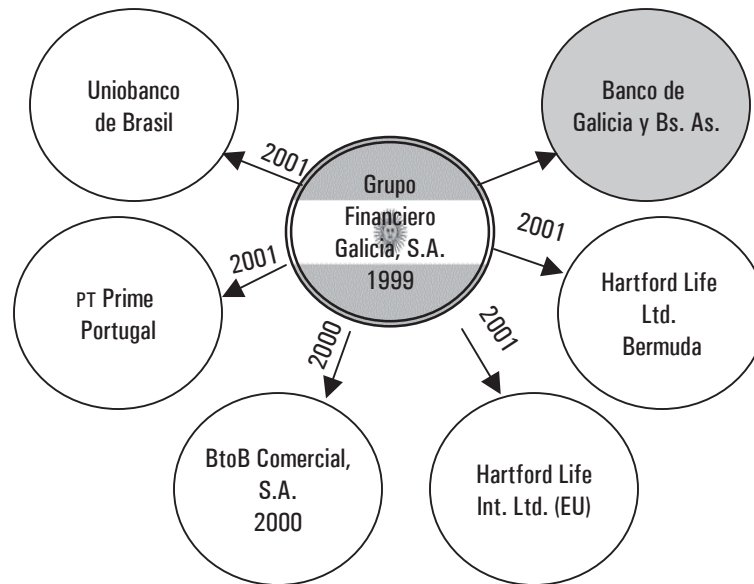 Uniobanco
de Brasil
Banco de
Galicia y Bs. As.
2001
Grupo
Financiero
Galicia, S.A.
1999
2001
2001
PT Prime
Portugal
Hartford Life
Ltd.
Bermuda
2000
2001
BtoB Comercial,
S.A.
2000
Hartford Life
Int. Ltd. (EU)